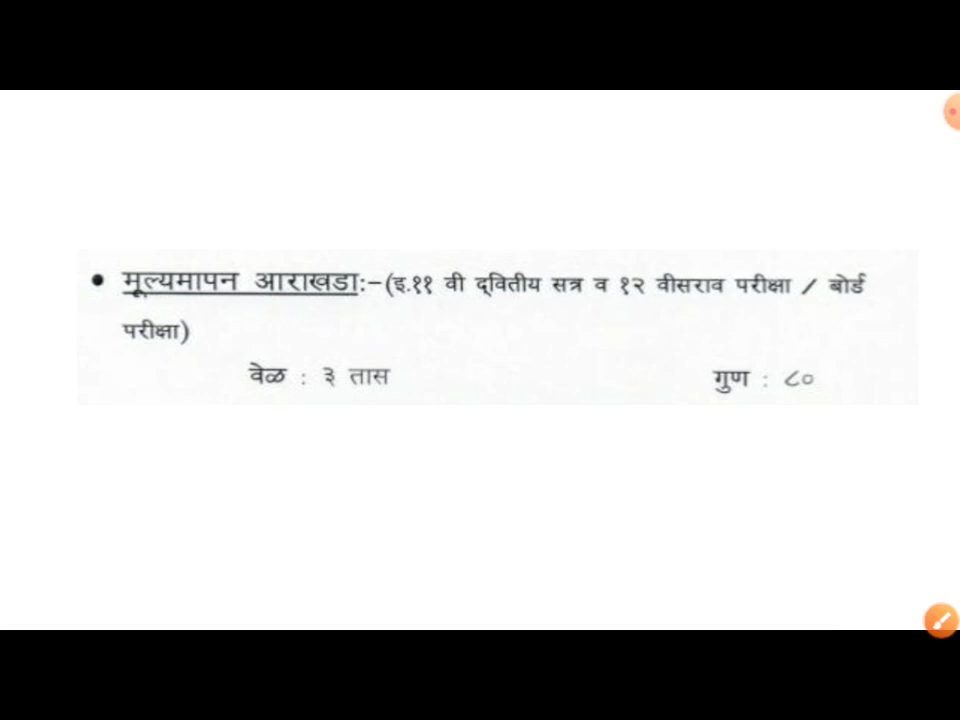 • मूल्यमापन आराखडा:-(इ.११ वी द्वितीय सत्र व १२ वीसराव परीक्षा / बोर्ड
परीक्षा)
वेळ : ३ तास गुण : ८०